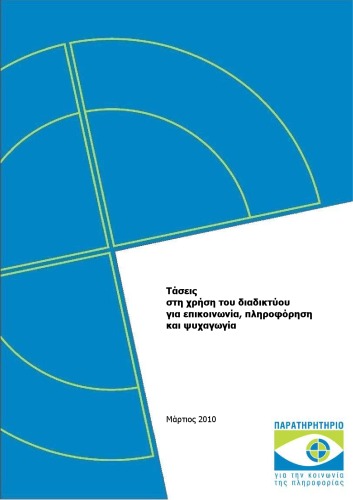 Τάσεις
στη χρήση του διαδικτύου
για επικοινωνία, πληροφόρηση
και ψυχαγωγία
Μάρτιος 2010
ΠΑΡΑΤΗΡΗΤΗΡΙΟ
για την κοινωνία
της πληροφορίας